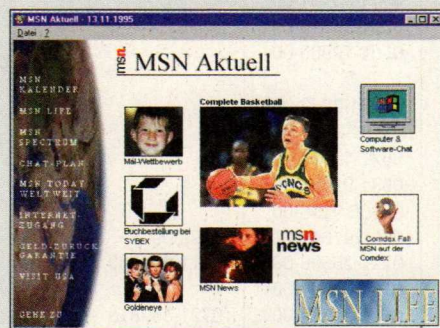 MSN Aktuell - 13.11.1995
Datei ?
msn.
MSN Aktuell
MSN
KALENDER
MSN LIFE
MSN
SPECTRUM
CHAT-PLAN
MSN TODAY
WELTWEIT
INTERNET-
ZUGANG
GELD-ZURÜCK
GARANTIE
VISIT USA
GEHE ZU
Mal-Wettbewerb
Buchbestellung bei
SYBEX
Goldeneye
Complete Basketball
SONICS
MSN News
msn.
news
Computer &
Software-Chat
Comdex Fall
MSN auf der
Comdex
MSN LIFE